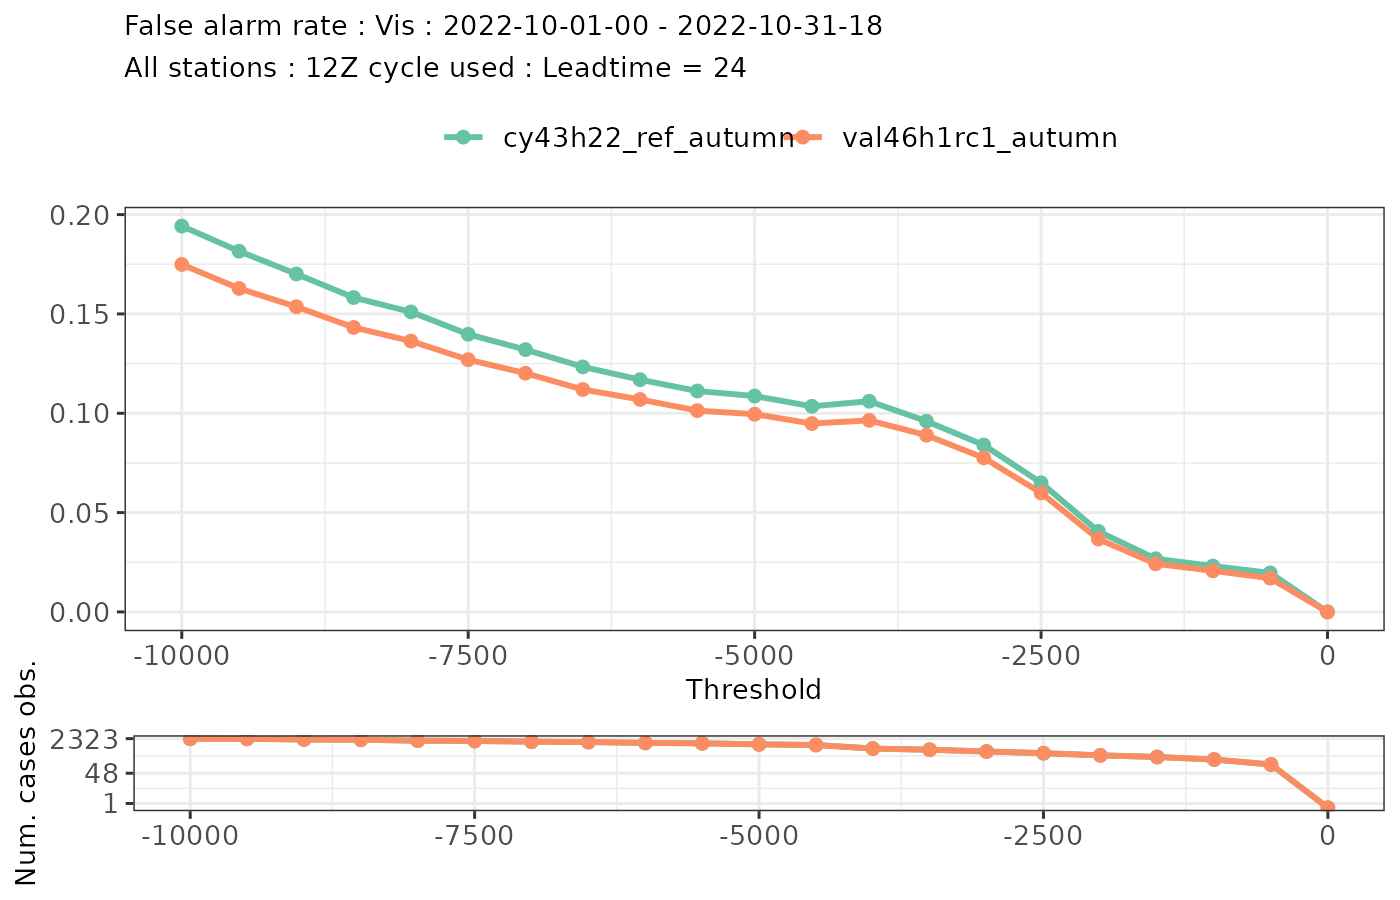 False alarm rate : Vis : 2022-10-01-00 - 2022-10-31-18
All stations : 12Z cycle used : Leadtime = 24
cy43h22_ref_autumn val46h1rc1_autumn
0.20
0.15
0.10
0.05
0.00
-10000 -7500 -5000 -2500 0
Threshold
Num. cases obs.
2323
48
1
-10000 -7500 -5000 -2500 0